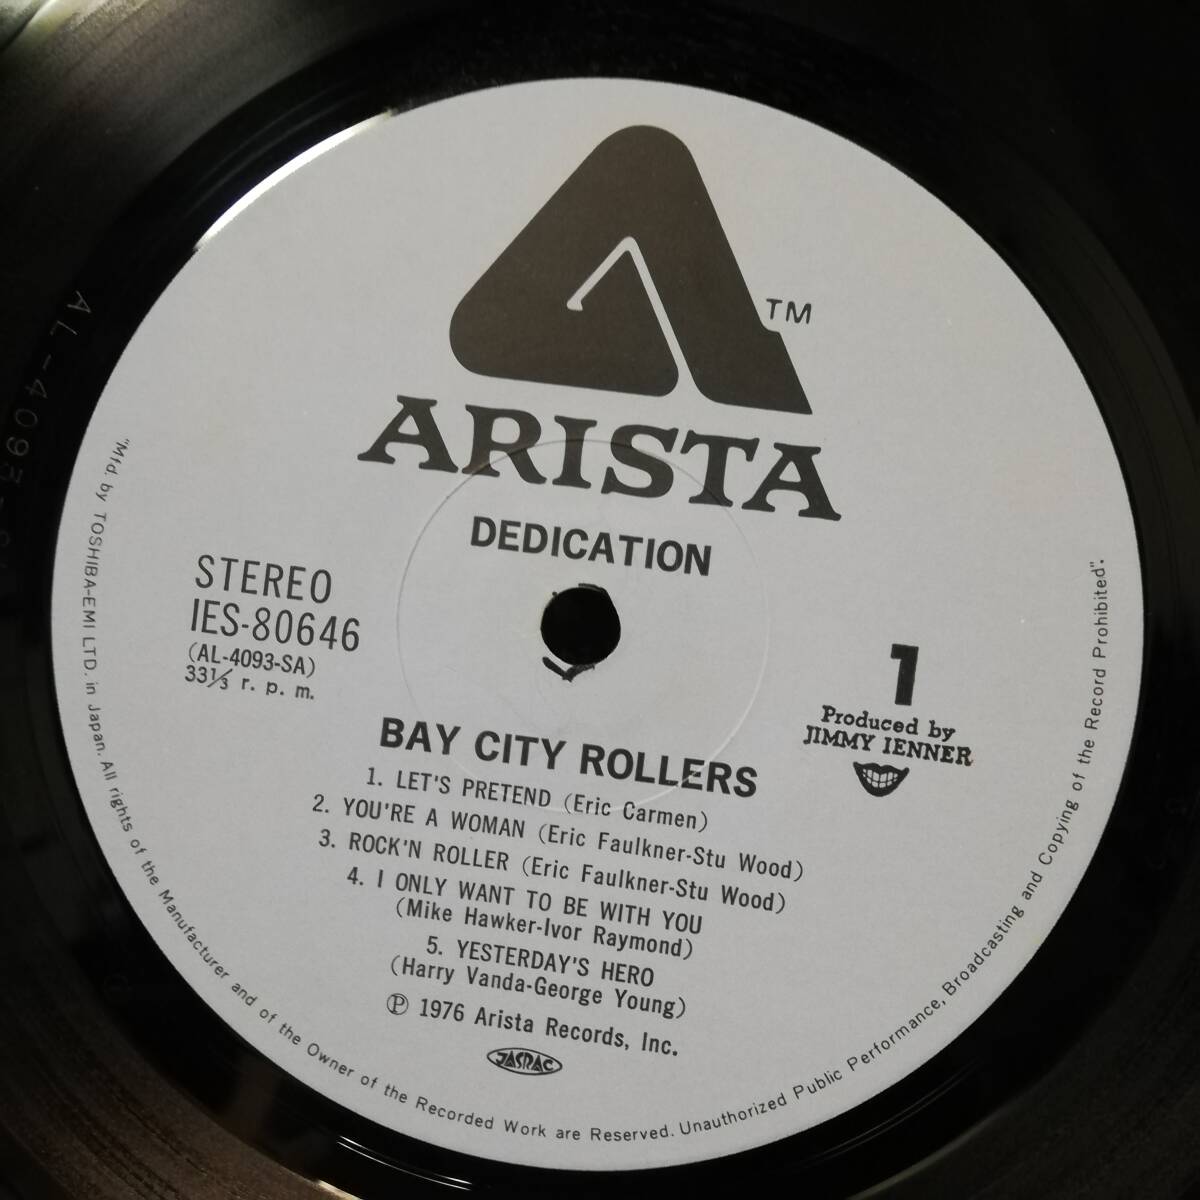 TM
ARISTA
DEDICATION
STEREO
IES-80646
(AL-4093-SA)
33⅓ r. p. m.
1
Produced by
JIMMY IENNER
BAY CITY ROLLERS
1. LET'S PRETEND (Eric Carmen)
2. YOU'RE A WOMAN (Eric Faulkner-Stu Wood)
3. ROCK'N ROLLER (Eric Faulkner-Stu Wood)
4. I ONLY WANT TO BE WITH YOU
(Mike Hawker-Ivor Raymond)
5. YESTERDAY'S HERO
(Harry Vanda-George Young)
Ⓟ 1976 Arista Records, Inc.
JASRAC
"Mfd. by TOSHIBA-EMI LTD. in Japan. All rights of the Manufacturer and of the Owner of the Recorded Work are Reserved. Unauthorized Public Performance, Broadcasting and Copying of the Record Prohibited".
AL-4093-S